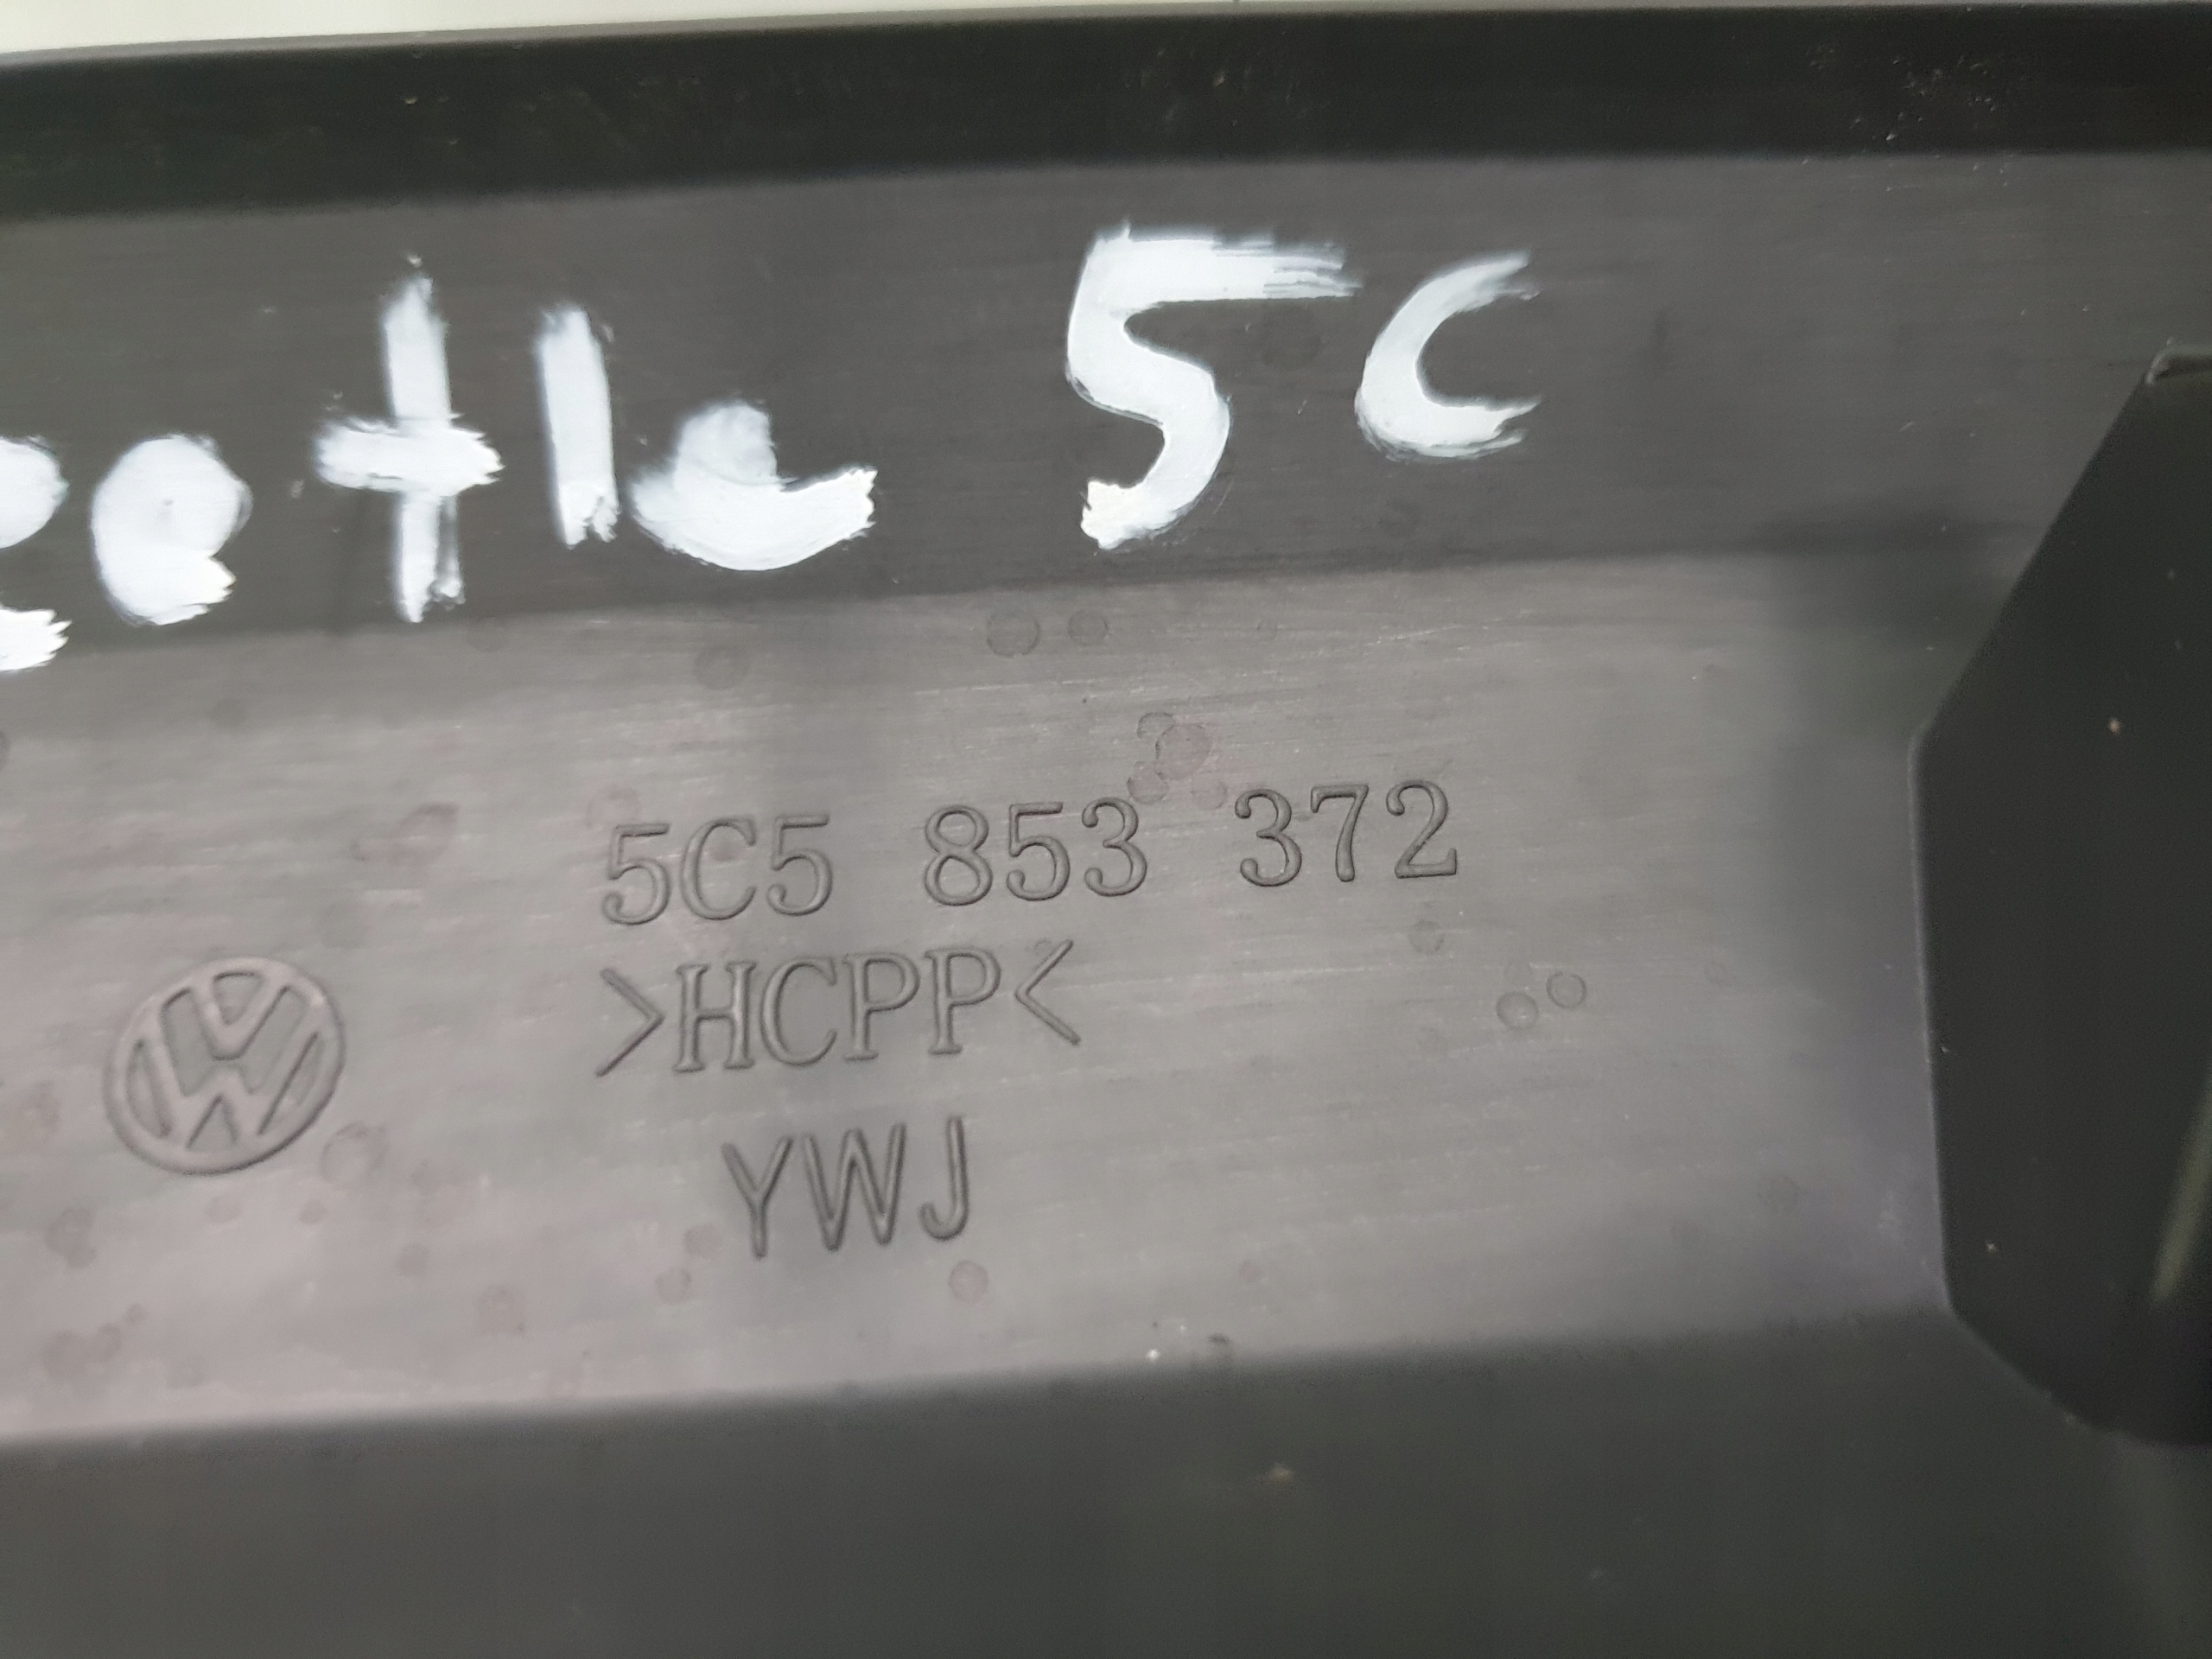 eetle 5C
5C5 853 372
>HCPP<
YWJ